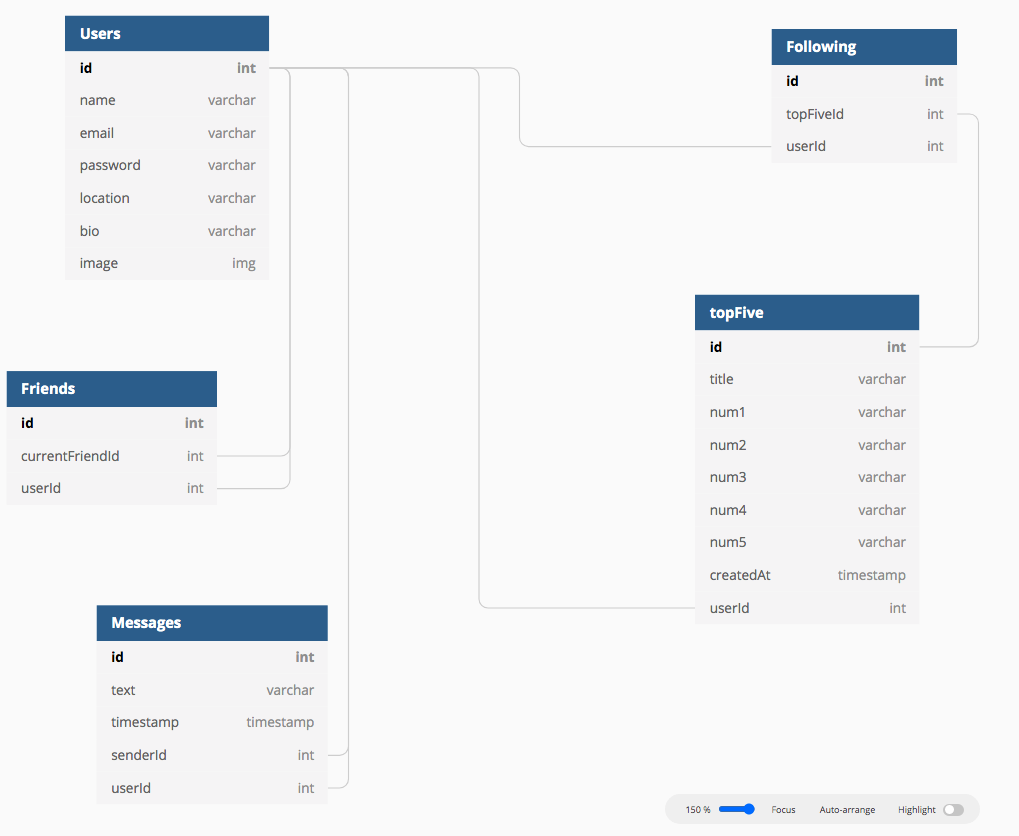 Users
id int
name varchar
email varchar
password varchar
location varchar
bio varchar
image img
Following
id int
topFiveId int
userId int
topFive
id int
title varchar
num1 varchar
num2 varchar
num3 varchar
num4 varchar
num5 varchar
createdAt timestamp
userId int
Friends
id int
currentFriendId int
userId int
Messages
id int
text varchar
timestamp timestamp
senderId int
userId int
150 % Focus Auto-arrange Highlight